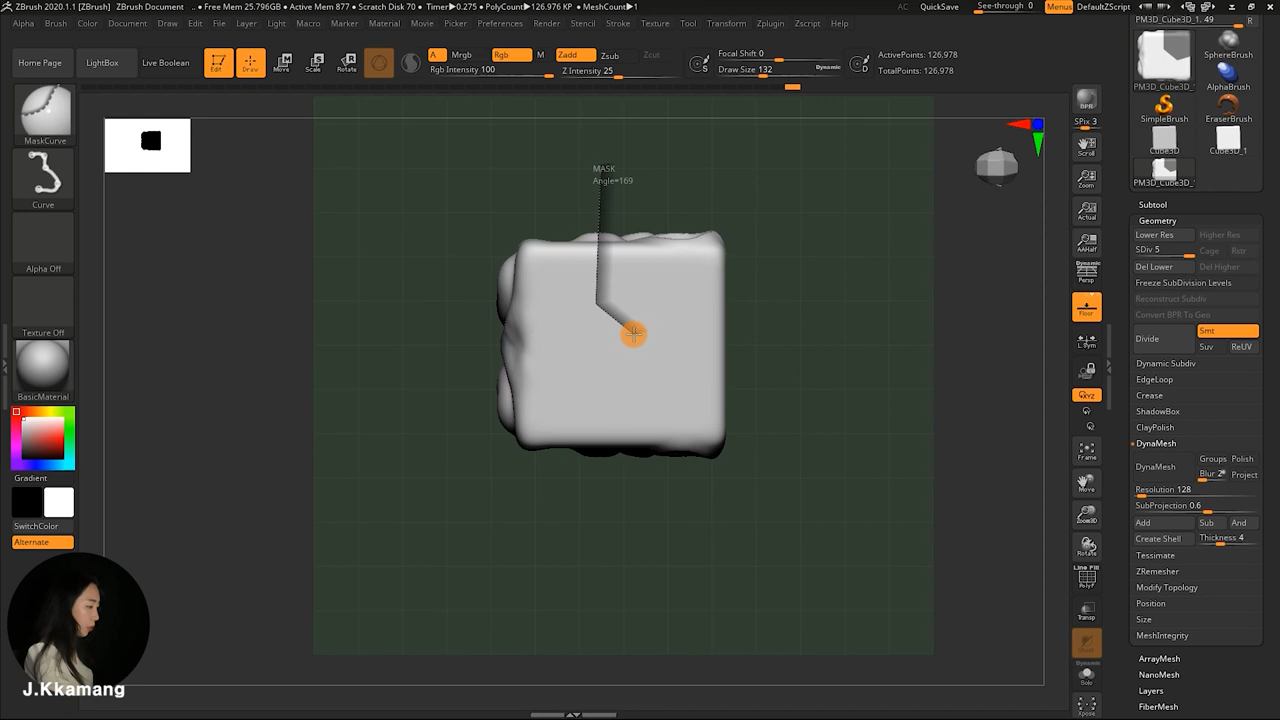 ZBrush 2020.1.1 [ZBrush] ZBrush Document .. • Free Mem 25.796GB • Active Mem 877 • Scratch Disk 70 • Timer▶0.275 • PolyCount▶126.976 KP • MeshCount▶1 AC QuickSave See-through 0 Menus DefaultZScript
Alpha Brush Color Document Draw Edit File Layer Light Macro Marker Material Movie Picker Preferences Render Stencil Stroke Texture Tool Transform Zplugin Zscript Help
PM3D_Cube3D_1. 49 R
Home Page LightBox Live Boolean Edit Draw Move Scale Rotate
A Mrgb Rgb M Zadd Zsub Zcut
Rgb Intensity 100 Z Intensity 25
Focal Shift 0
Draw Size 132 Dynamic
S D
ActivePoints: 126,978
TotalPoints: 126,978
SphereBrush
PM3D_Cube3D_1 AlphaBrush
SimpleBrush EraserBrush
Cube3D Cube3D_1
PM3D_Cube3D_1
MaskCurve
Curve
Alpha Off
Texture Off
BasicMaterial
Gradient
SwitchColor
Alternate
MASK
Angle=169
BPR
SPix 3
Scroll
Zoom
Actual
AAHalf
Dynamic
Persp
Floor
L.Sym
xyz
Frame
Move
Zoom3D
Rotate
Line Fill
PolyF
Transp
Dynamic
Solo
Xpose
Subtool
Geometry
Lower Res Higher Res
SDiv 5 Cage Rstr
Del Lower Del Higher
Freeze SubDivision Levels
Reconstruct Subdiv
Convert BPR To Geo
Divide Smt
Suv ReUV
Dynamic Subdiv
EdgeLoop
Crease
ShadowBox
ClayPolish
DynaMesh
DynaMesh Groups Polish
Blur 2 Project
Resolution 128
SubProjection 0.6
Add Sub And
Create Shell Thickness 4
Tessimate
ZRemesher
Modify Topology
Position
Size
MeshIntegrity
ArrayMesh
NanoMesh
Layers
FiberMesh
J.Kkamang